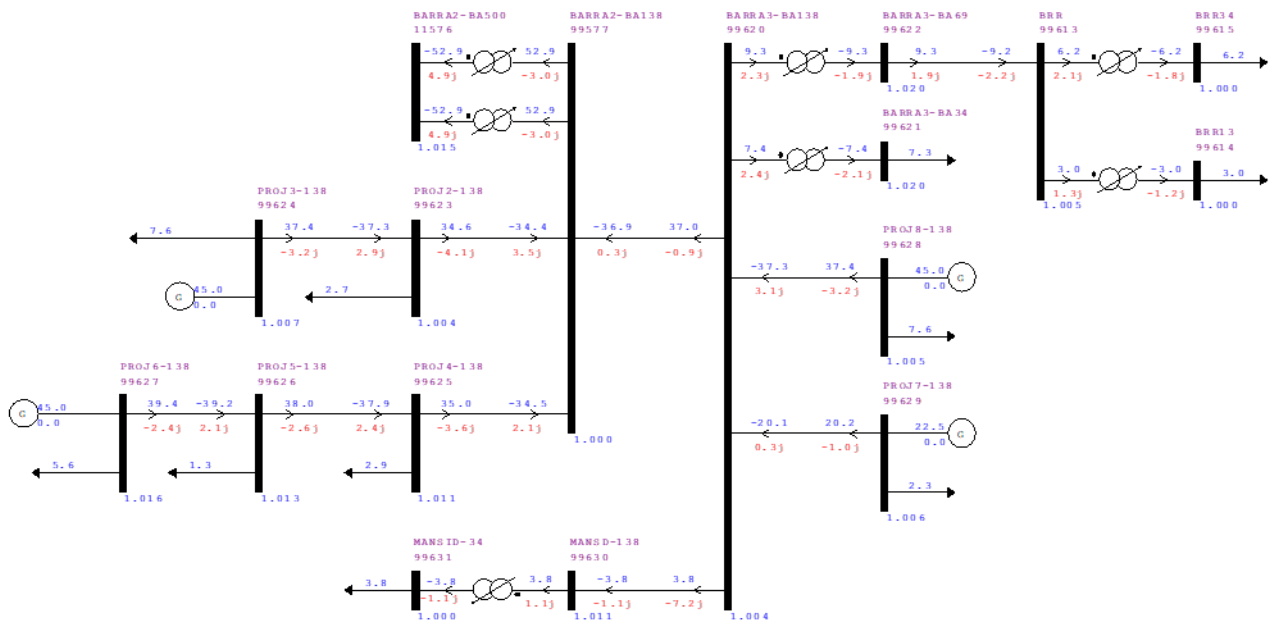 BARRA2-BA500 BARRA2-BA138 BARRA3-BA138 BARRA3-BA69 BRR BRR34
11576 99577 99620 99622 99613 99615
-52.9 52.9 9.3 -9.3 9.3 -9.2 6.2 -6.2 6.2
4.9j -3.0j 2.3j -1.9j 1.9j -2.2j 2.1j -1.8j
1.020 1.000
-52.9 52.9 BARRA3-BA34
4.9j -3.0j 99621
1.015 BRR13
7.4 -7.4 7.3 99614
2.4j -2.1j
1.020 3.0 -3.0 3.0
1.3j -1.2j
PROJ3-138 PROJ2-138 1.005 1.000
99624 99623
7.6 37.4 -37.3 34.6 -34.4 -36.9 37.0 PROJ8-138
-3.2j 2.9j -4.1j 3.5j 0.3j -0.9j 99628
-37.3 37.4 45.0 G
3.1j -3.2j 0.0
G 45.0 2.7
0.0
1.007 1.004 7.6
1.005
PROJ6-138 PROJ5-138 PROJ4-138
99627 99626 99625 PROJ7-138
99629
G 45.0 39.4 -39.2 38.0 -37.9 35.0 -34.5
0.0 -2.4j 2.1j -2.6j 2.4j -3.6j 2.1j
-20.1 20.2 22.5 G
1.000 0.3j -1.0j 0.0
5.6 1.3 2.9
1.016 1.013 1.011 2.3
1.006
MANSID-34 MANSD-138
99631 99630
3.8 -3.8 3.8 -3.8 3.8
-1.1j 1.1j -1.1j -7.2j
1.000 1.011 1.004